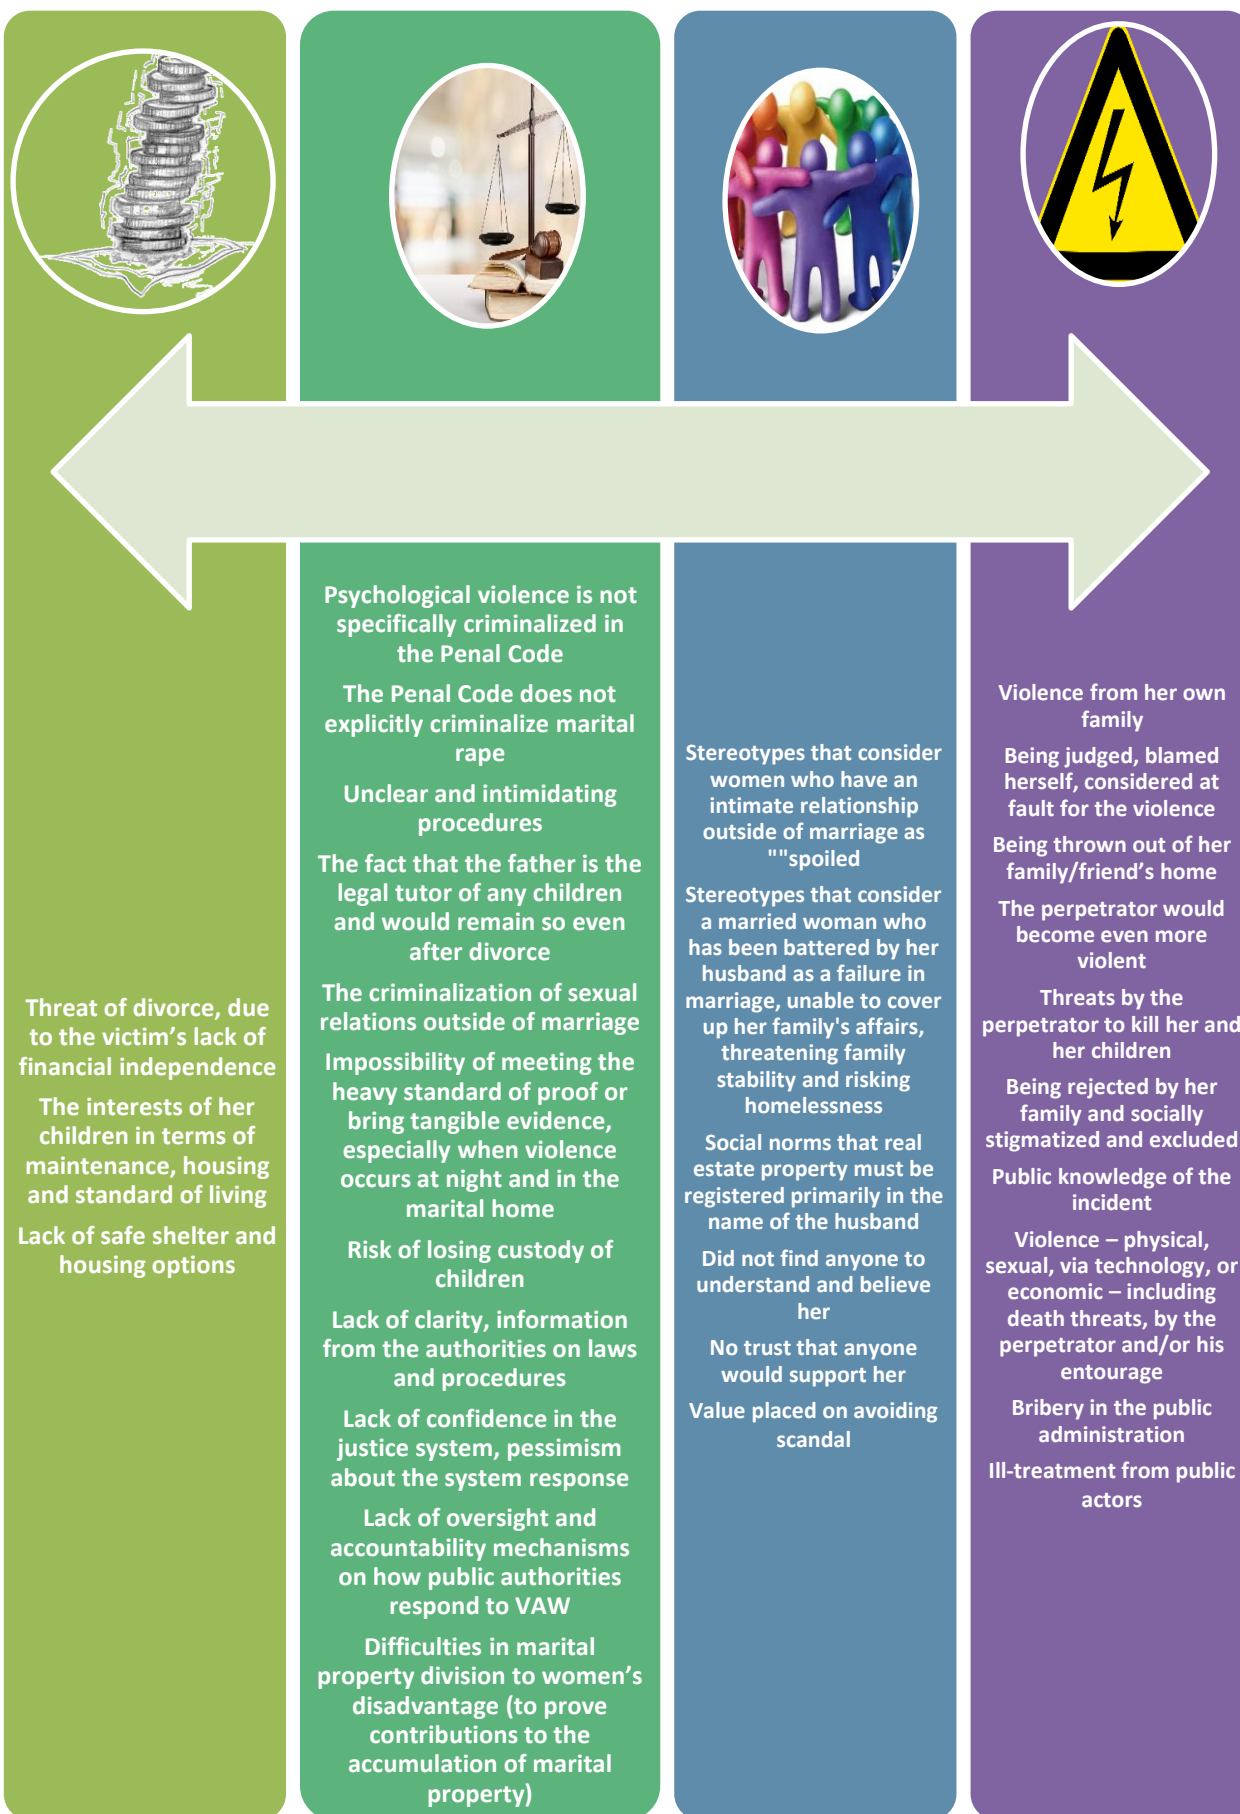 Threat of divorce, due
to the victim's lack of
financial independence
The interests of her
children in terms of
maintenance, housing
and standard of living
Lack of safe shelter and
housing options
Psychological violence is not
specifically criminalized in
the Penal Code
The Penal Code does not
explicitly criminalize marital
rape
Unclear and intimidating
procedures
The fact that the father is the
legal tutor of any children
and would remain so even
after divorce
The criminalization of sexual
relations outside of marriage
Impossibility of meeting the
heavy standard of proof or
bring tangible evidence,
especially when violence
occurs at night and in the
marital home
Risk of losing custody of
children
Lack of clarity, information
from the authorities on laws
and procedures
Lack of confidence in the
justice system, pessimism
about the system response
Lack of oversight and
accountability mechanisms
on how public authorities
respond to VAW
Difficulties in marital
property division to women's
disadvantage (to prove
contributions to the
accumulation of marital
property)
Stereotypes that consider
women who have an
intimate relationship
outside of marriage as
""spoiled
Stereotypes that consider
a married woman who
has been battered by her
husband as a failure in
marriage, unable to cover
up her family's affairs,
threatening family
stability and risking
homelessness
Social norms that real
estate property must be
registered primarily in the
name of the husband
Did not find anyone to
understand and believe
her
No trust that anyone
would support her
Value placed on avoiding
scandal
Violence from her own
family
Being judged, blamed
herself, considered at
fault for the violence
Being thrown out of her
family/friend's home
The perpetrator would
become even more
violent
Threats by the
perpetrator to kill her and
her children
Being rejected by her
family and socially
stigmatized and excluded
Public knowledge of the
incident
Violence – physical,
sexual, via technology, or
economic – including
death threats, by the
perpetrator and/or his
entourage
Bribery in the public
administration
Ill-treatment from public
actors